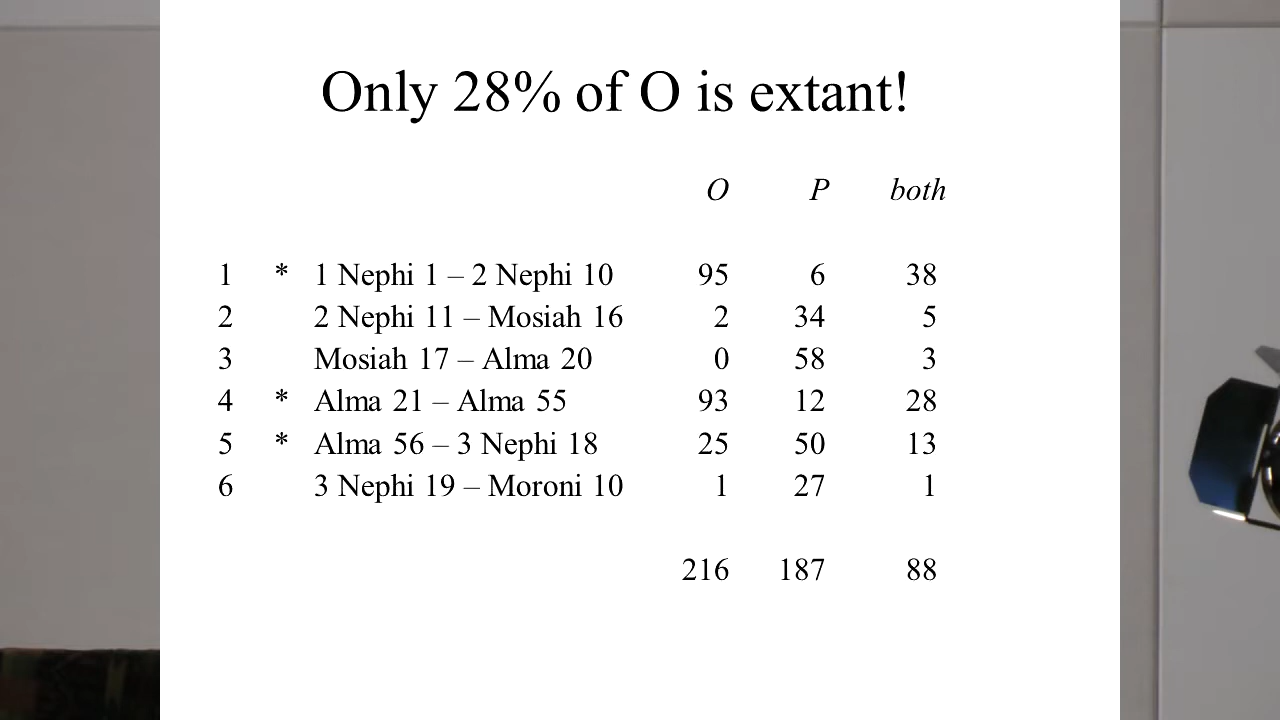 Only 28% of O is extant!
O P both
1 * 1 Nephi 1 – 2 Nephi 10 95 6 38
2 2 Nephi 11 – Mosiah 16 2 34 5
3 Mosiah 17 – Alma 20 0 58 3
4 * Alma 21 – Alma 55 93 12 28
5 * Alma 56 – 3 Nephi 18 25 50 13
6 3 Nephi 19 – Moroni 10 1 27 1
216 187 88